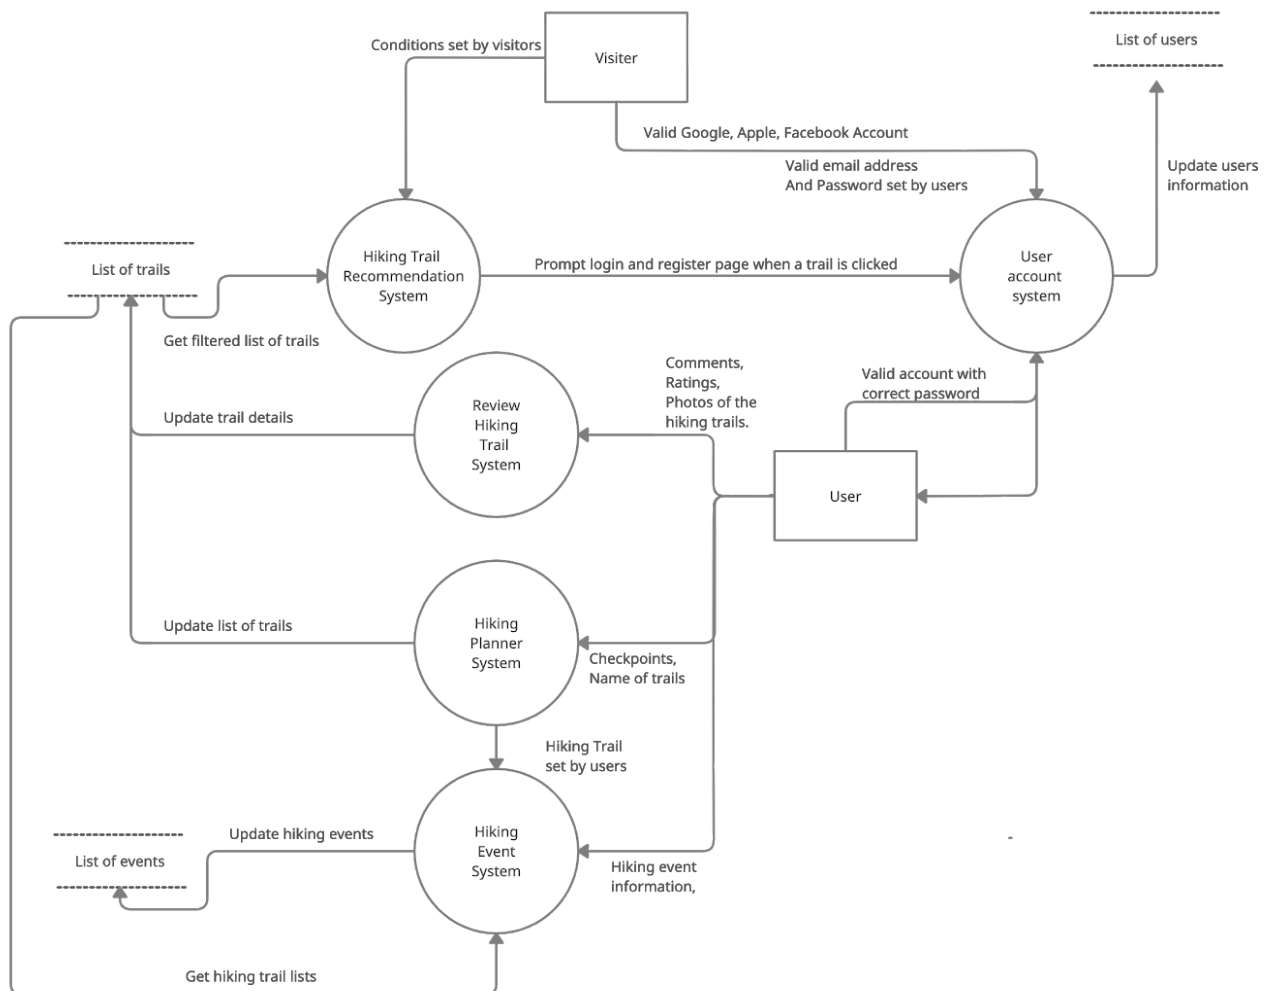 Conditions set by visitors
Visiter
List of users
Valid Google, Apple, Facebook Account
Valid email address
And Password set by users
Update users
information
List of trails
Hiking Trail
Recommendation
System
Prompt login and register page when a trail is clicked
User
account
system
Get filtered list of trails
Comments,
Ratings,
Photos of the
hiking trails.
Valid account with
correct password
Update trail details
Review
Hiking
Trail
System
User
Update list of trails
Hiking
Planner
System
Checkpoints,
Name of trails
Hiking Trail
set by users
Update hiking events
Hiking
Event
System
List of events
Hiking event
information,
-
Get hiking trail lists